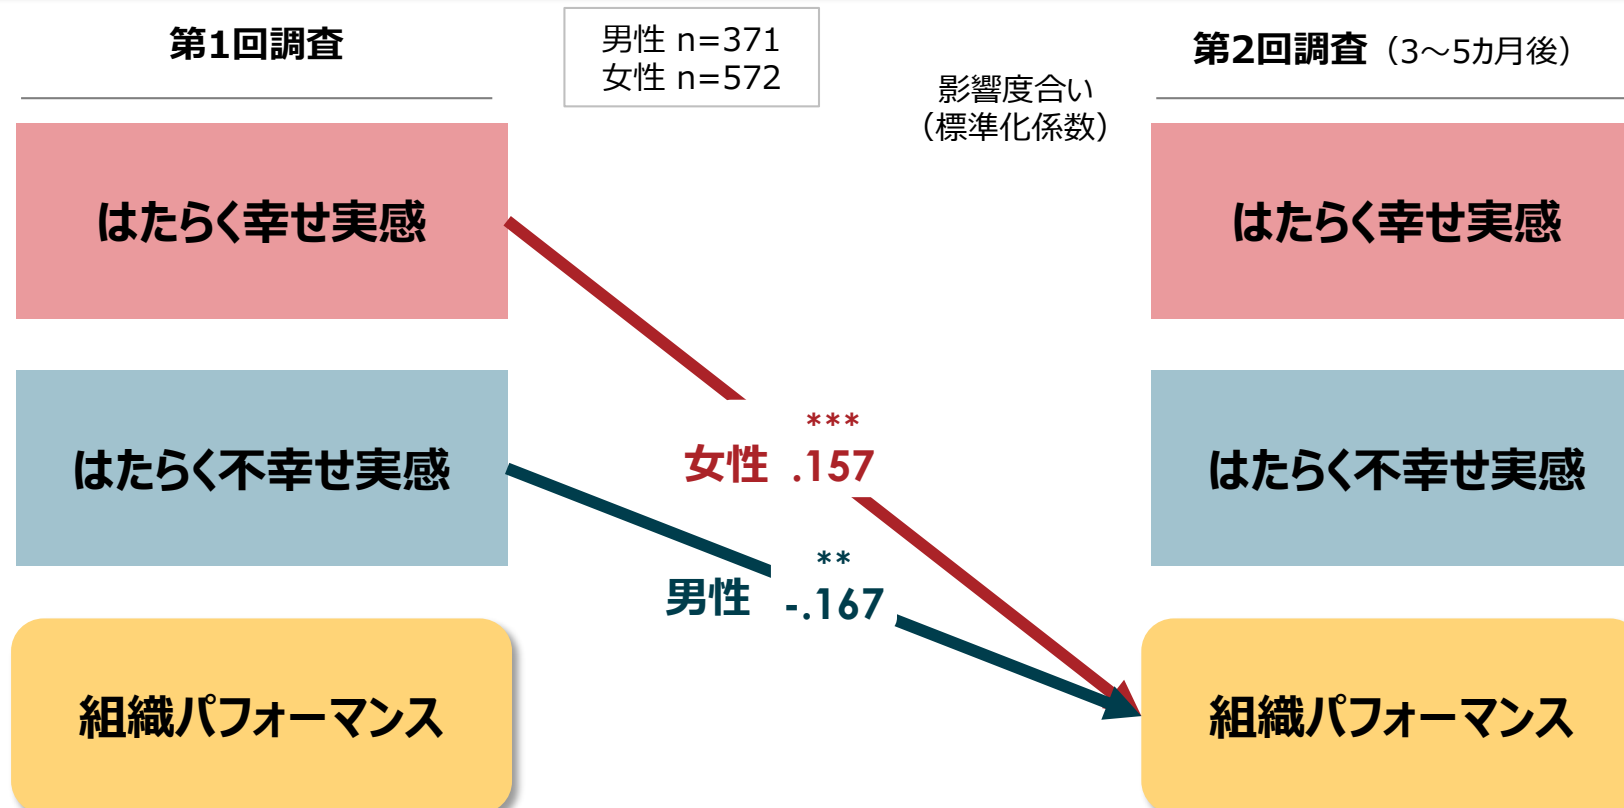 第1回調査
男性 n=371
女性 n=572
影響度合い
（標準化係数）
第2回調査（3～5カ月後）
はたらく幸せ実感
はたらく幸せ実感
はたらく不幸せ実感
はたらく不幸せ実感
***
女性 .157
**
男性 -.167
組織パフォーマンス
組織パフォーマンス